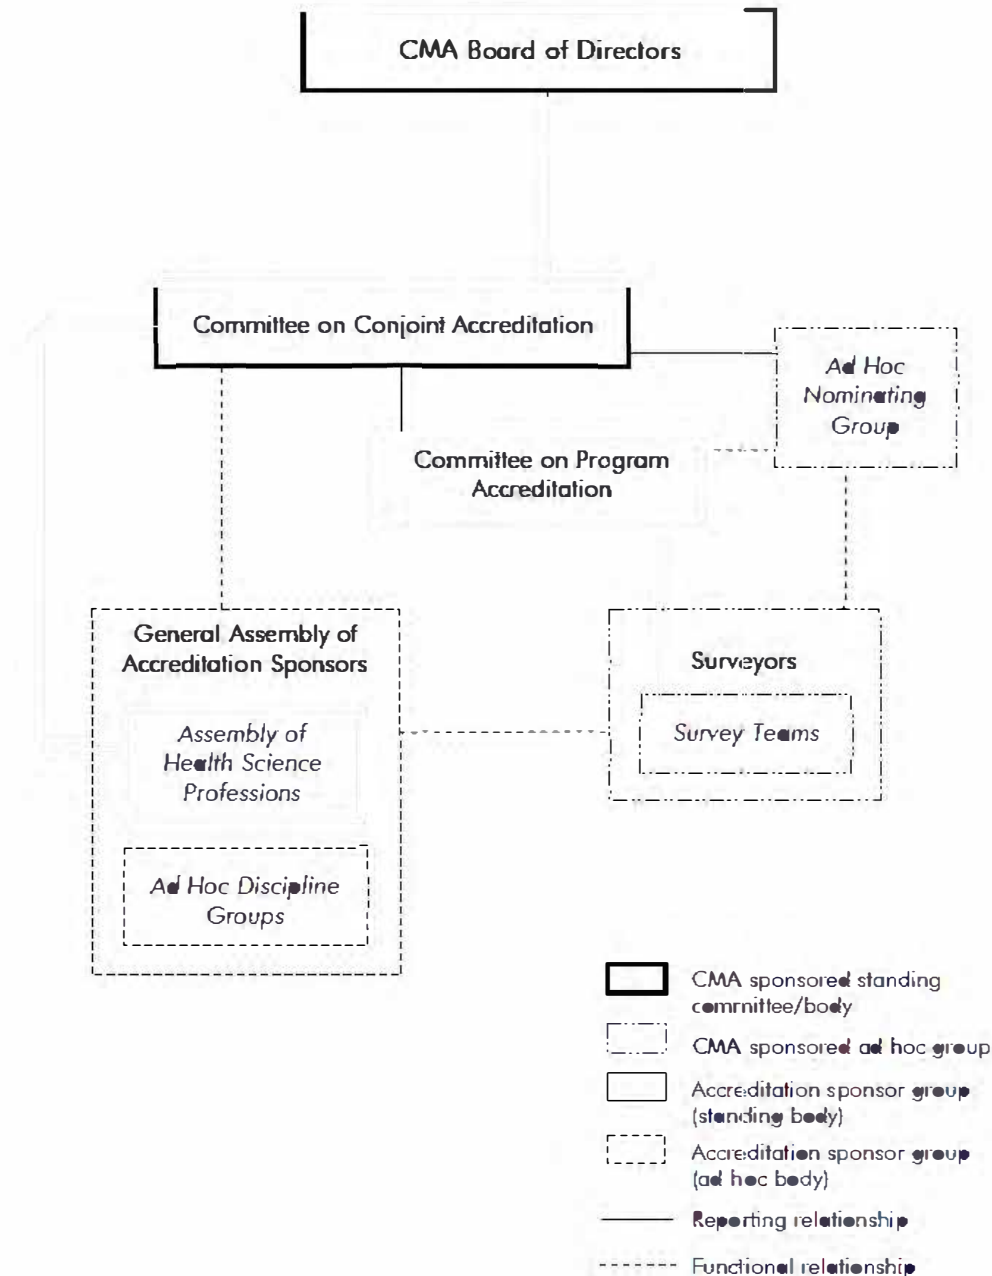 CMA Board of Directors
Committee on Conjoint Accreditation
Ad Hoc
Nominating
Group
Committee on Program
Accreditation
General Assembly of
Accreditation Sponsors
Assembly of
Health Science
Professions
Ad Hoc Discipline
Groups
Surveyors
Survey Teams
CMA sponsored standing
committee/body
CMA sponsored ad hoc group
Accreditation sponsor group
(standing body)
Accreditation sponsor group
(ad hoc body)
Reporting relationship
Functional relationship